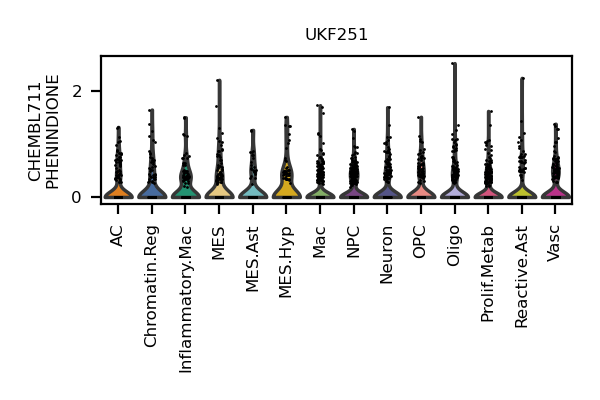 UKF251
CHEMBL711
PHENINDIONE
2
0
AC
Chromatin.Reg
Inflammatory.Mac
MES
MES.Ast
MES.Hyp
Mac
NPC
Neuron
OPC
Oligo
Prolif.Metab
Reactive.Ast
Vasc